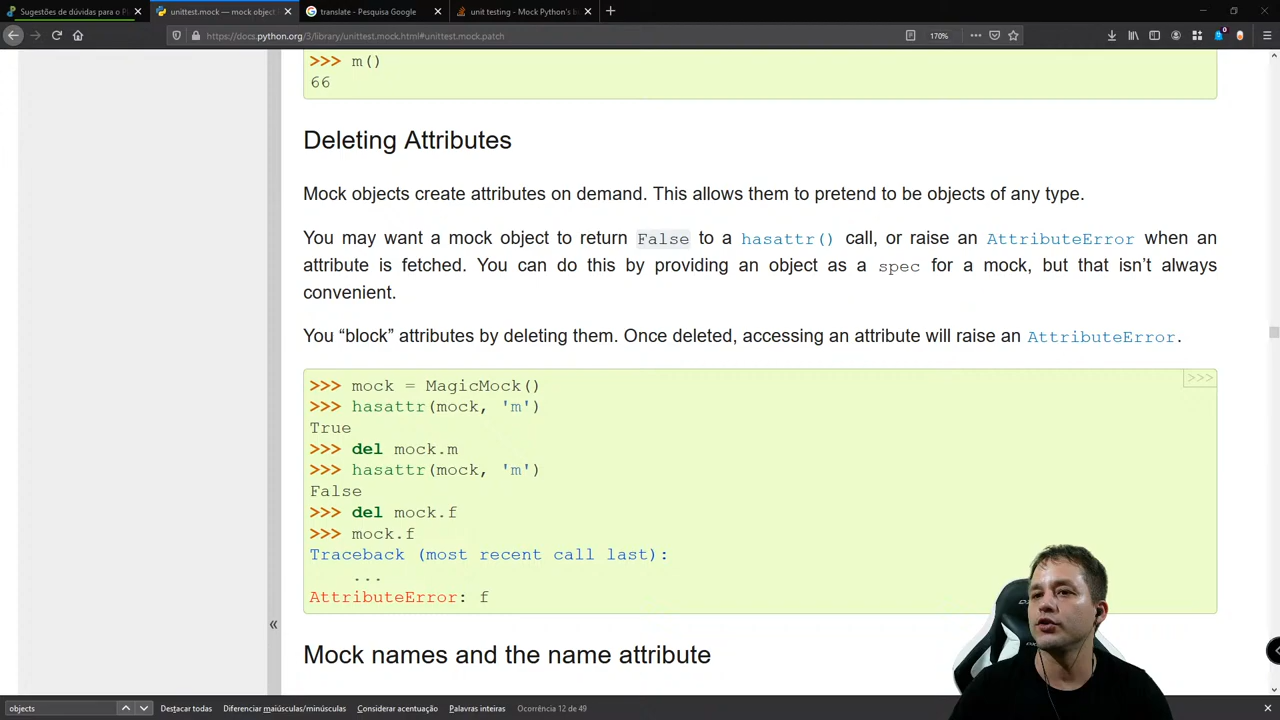 Sugestões de dúvidas para o P
unittest.mock — mock object
translate - Pesquisa Google
unit testing - Mock Python's b
https://docs.python.org/3/library/unittest.mock.html#unittest.mock.patch
170%
>>> m()
66
Deleting Attributes
Mock objects create attributes on demand. This allows them to pretend to be objects of any type.
You may want a mock object to return False to a hasattr() call, or raise an AttributeError when an
attribute is fetched. You can do this by providing an object as a spec for a mock, but that isn’t always
convenient.
You “block” attributes by deleting them. Once deleted, accessing an attribute will raise an AttributeError.
>>>
>>> mock = MagicMock()
>>> hasattr(mock, 'm')
True
>>> del mock.m
>>> hasattr(mock, 'm')
False
>>> del mock.f
>>> mock.f
Traceback (most recent call last):
...
AttributeError: f
«
Mock names and the name attribute
objects
Destacar todas
Diferenciar maiúsculas/minúsculas
Considerar acentuação
Palavras inteiras
Ocorrência 12 de 49